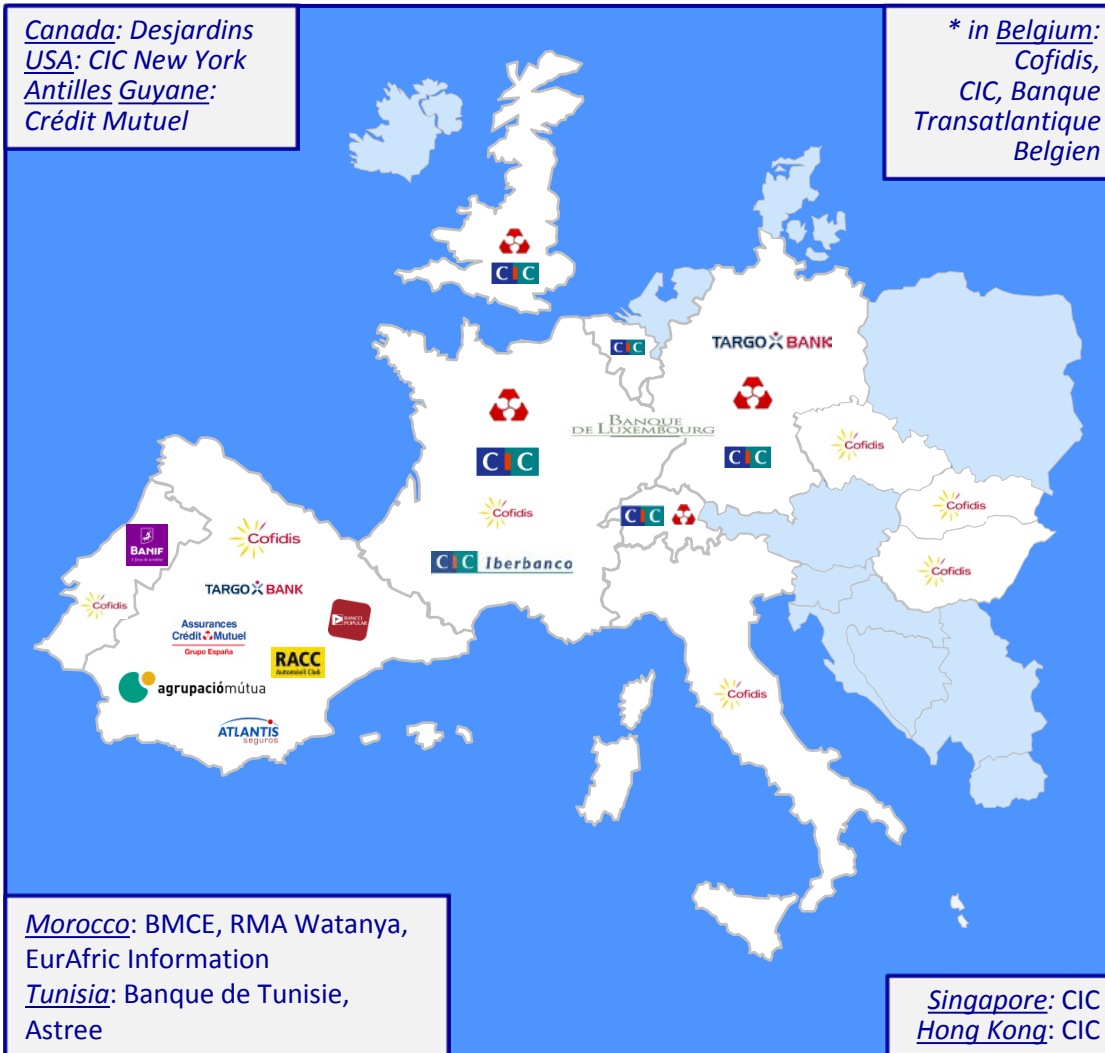 Canada: Desjardins
USA: CIC New York
Antilles Guyane:
Crédit Mutuel
* in Belgium:
Cofidis,
CIC, Banque
Transatlantique
Belgien
CIC
CIC
TARGO BANK
BANQUE
DE LUXEMBOURG
Cofidis
CIC
CIC
Cofidis
Cofidis
CIC
BANIF
Cofidis
CIC Iberbanco
Cofidis
TARGO BANK
Cofidis
BANCO
POPULAR
Assurances
Crédit Mutuel
Grupo España
RACC
Automòbil Club
agrupaciómútua
Cofidis
ATLANTIS
seguros
Morocco: BMCE, RMA Watanya,
EurAfric Information
Tunisia: Banque de Tunisie,
Astree
Singapore: CIC
Hong Kong: CIC